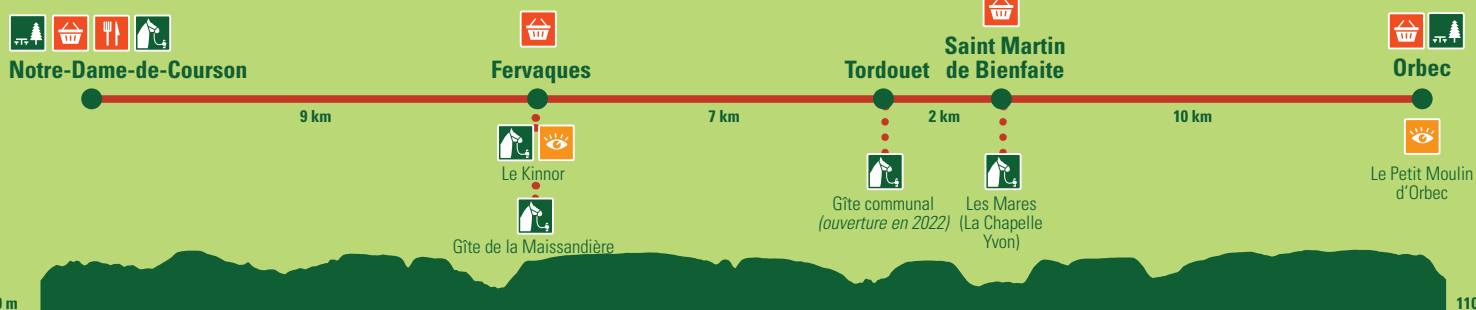 Notre-Dame-de-Courson
Fervaques
Tordouet
Saint Martin
de Bienfaite
Orbec
9 km
7 km
2 km
10 km
Le Kinnor
Gîte de la Maissandière
Gîte communal
(ouverture en 2022)
Les Mares
(La Chapelle
Yvon)
Le Petit Moulin
d'Orbec
m
110